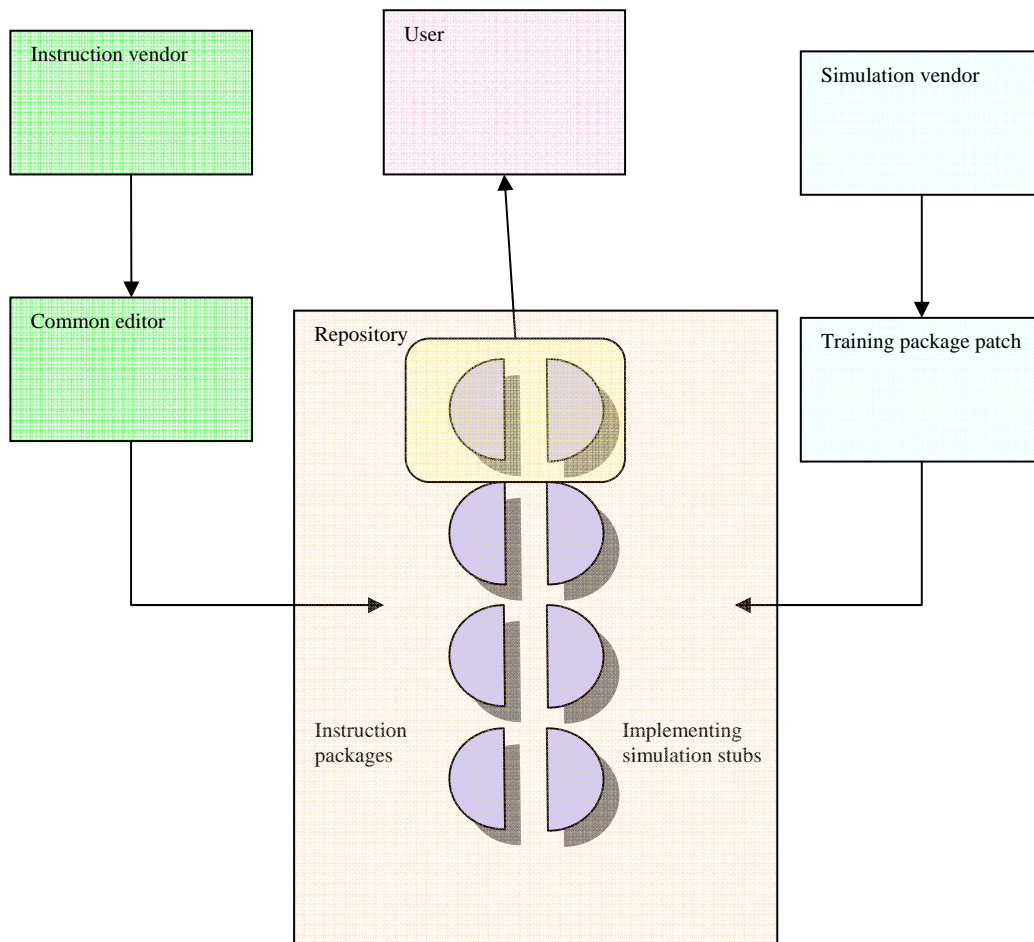 User
Instruction vendor
Simulation vendor
Common editor
Repository
Training package patch
Instruction
packages
Implementing
simulation stubs